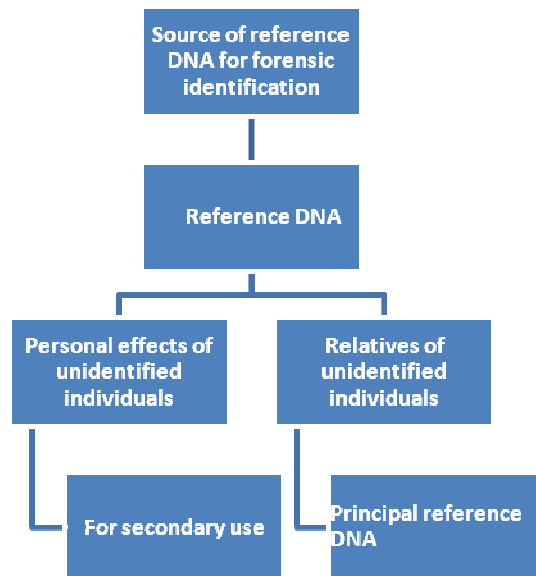 Source of reference
DNA for forensic
identification
Reference DNA
Personal effects of
unidentified
individuals
Relatives of
unidentified
individuals
For secondary use
Principal reference
DNA